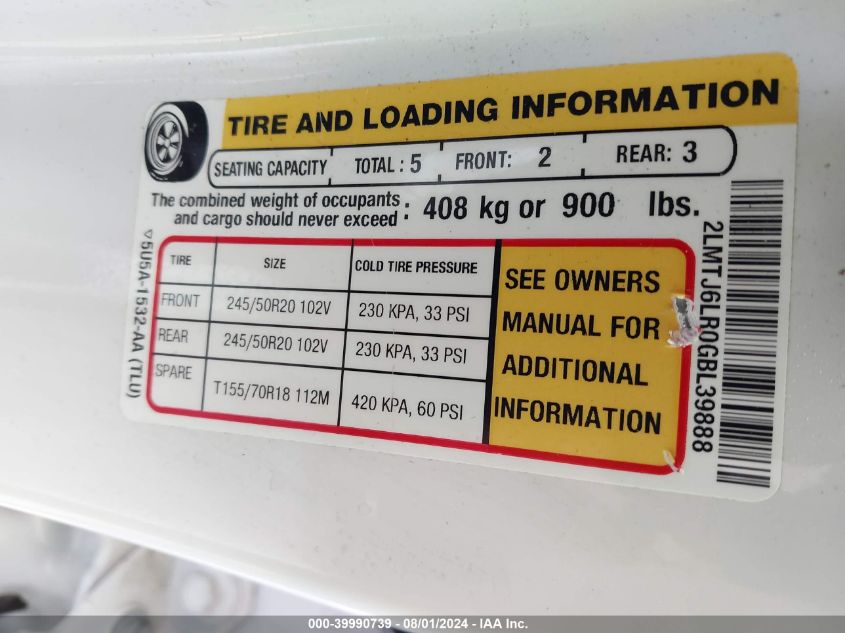 TIRE AND LOADING INFORMATION
SEATING CAPACITY TOTAL : 5 FRONT: 2 REAR: 3
The combined weight of occupants
and cargo should never exceed : 408 kg or 900 lbs.
TIRE SIZE COLD TIRE PRESSURE
FRONT 245/50R20 102V 230 KPA, 33 PSI
REAR 245/50R20 102V 230 KPA, 33 PSI
SPARE T155/70R18 112M 420 KPA, 60 PSI
SEE OWNERS
MANUAL FOR
ADDITIONAL
INFORMATION
5U5A-1532-AA (TLU)
2LMTJ6LR0GBL39888
000-39990739 - 08/01/2024 - IAA Inc.